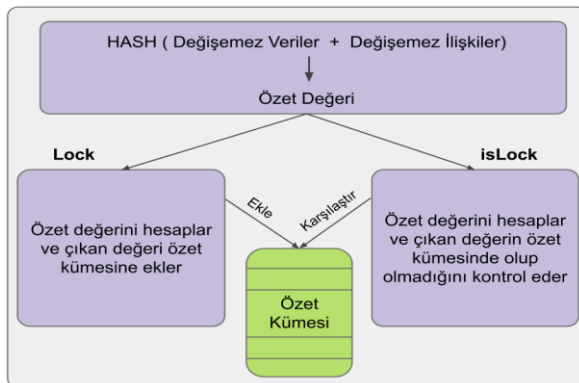 HASH ( Değişemez Veriler + Değişemez İlişkiler)
Özet Değeri
Lock
isLock
Özet değerini hesaplar
ve çıkan değeri özet
kümesine ekler
Ekle
Karşılaştır
Özet değerini hesaplar
ve çıkan değerin özet
kümesinde olup
olmadığını kontrol eder
Özet
Kümesi